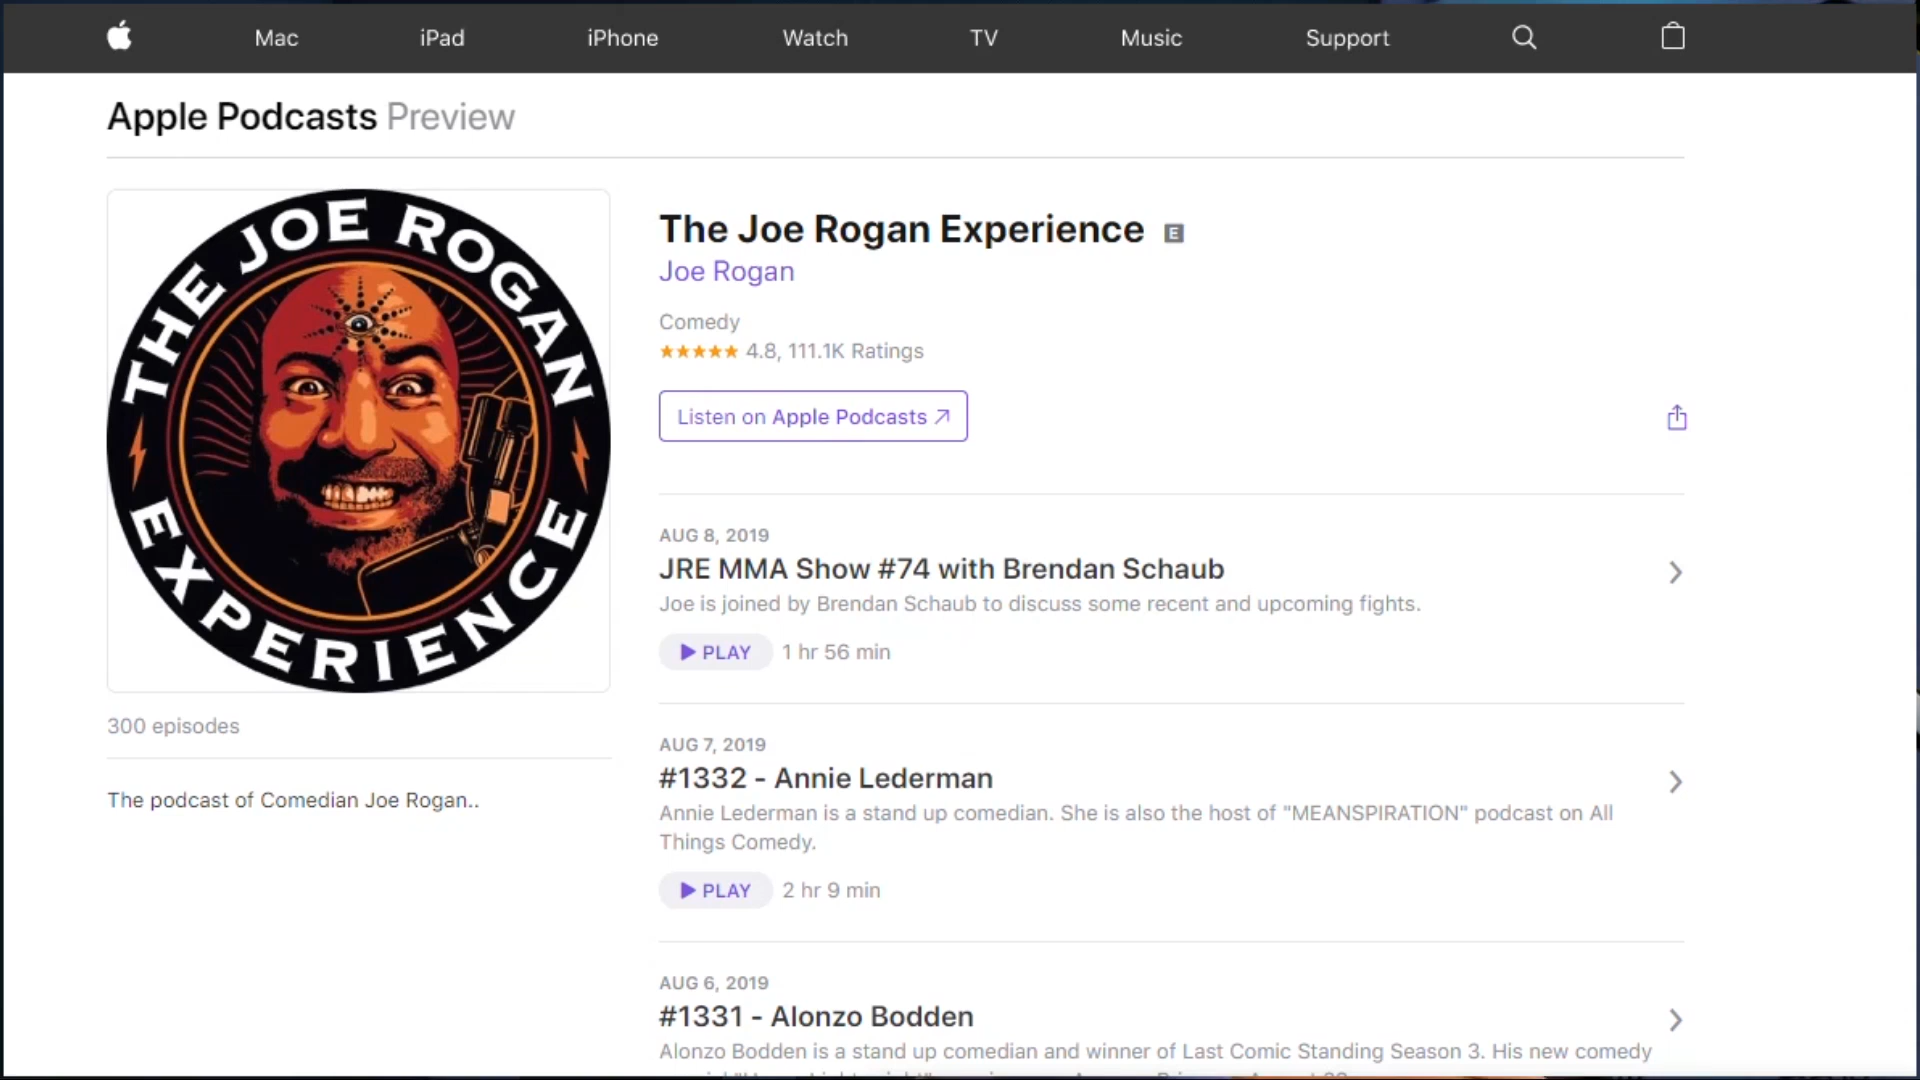 Mac iPad iPhone Watch TV Music Support
Apple Podcasts Preview
THE JOE ROGAN
EXPERIENCE
300 episodes
The podcast of Comedian Joe Rogan..
The Joe Rogan Experience E
Joe Rogan
Comedy
★★★★★ 4.8, 111.1K Ratings
Listen on Apple Podcasts ↗
AUG 8, 2019
JRE MMA Show #74 with Brendan Schaub
Joe is joined by Brendan Schaub to discuss some recent and upcoming fights.
▶ PLAY 1 hr 56 min
AUG 7, 2019
#1332 - Annie Lederman
Annie Lederman is a stand up comedian. She is also the host of "MEANSPIRATION" podcast on All
Things Comedy.
▶ PLAY 2 hr 9 min
AUG 6, 2019
#1331 - Alonzo Bodden
Alonzo Bodden is a stand up comedian and winner of Last Comic Standing Season 3. His new comedy